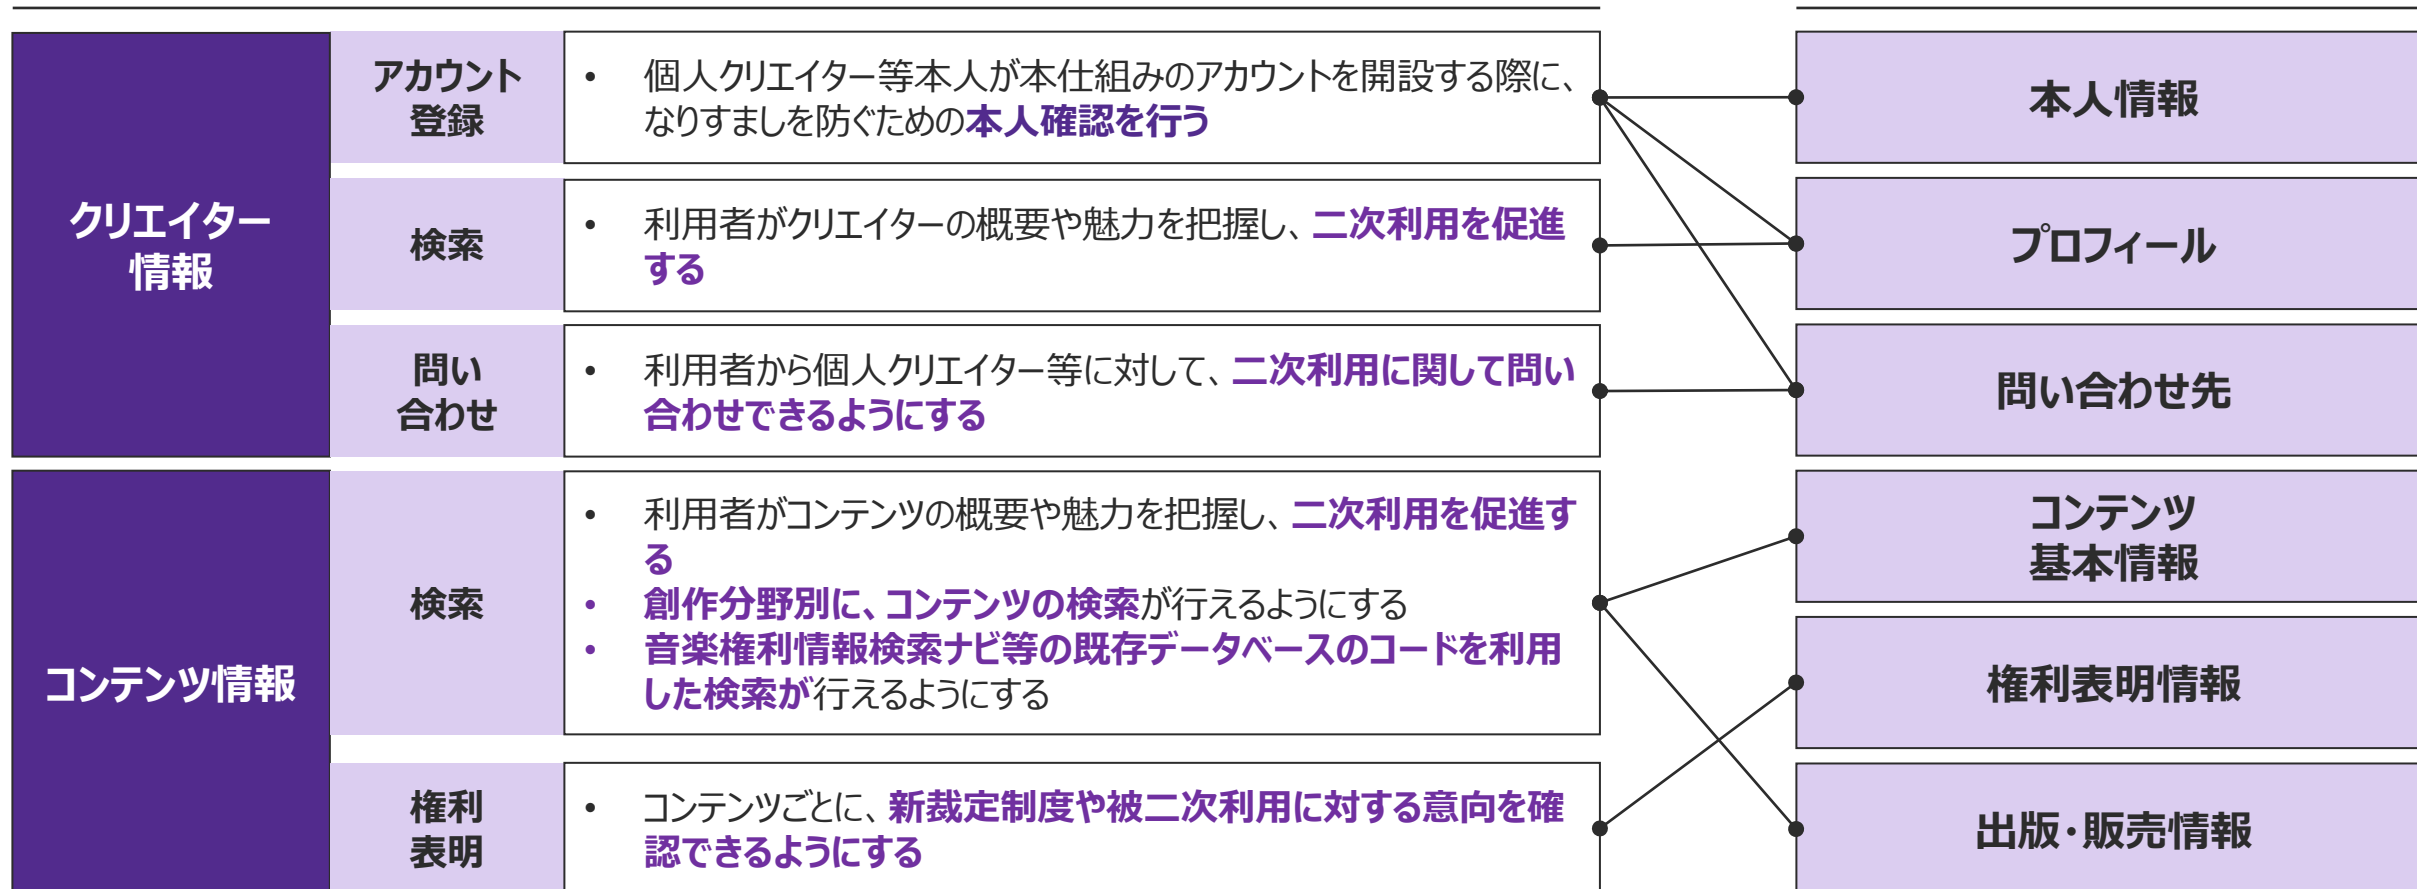 クリエイター
情報
アカウント
登録
• 個人クリエイター等本人が本仕組みのアカウントを開設する際に、
なりすましを防ぐための本人確認を行う
本人情報
検索
• 利用者がクリエイターの概要や魅力を把握し、二次利用を促進
する
プロフィール
問い
合わせ
• 利用者から個人クリエイター等に対して、二次利用に関して問い
合わせできるようにする
問い合わせ先
コンテンツ情報
検索
• 利用者がコンテンツの概要や魅力を把握し、二次利用を促進す
る
• 創作分野別に、コンテンツの検索が行えるようにする
• 音楽権利情報検索ナビ等の既存データベースのコードを利用
した検索が行えるようにする
コンテンツ
基本情報
権利表明情報
権利
表明
• コンテンツごとに、新裁定制度や被二次利用に対する意向を確
認できるようにする
出版・販売情報